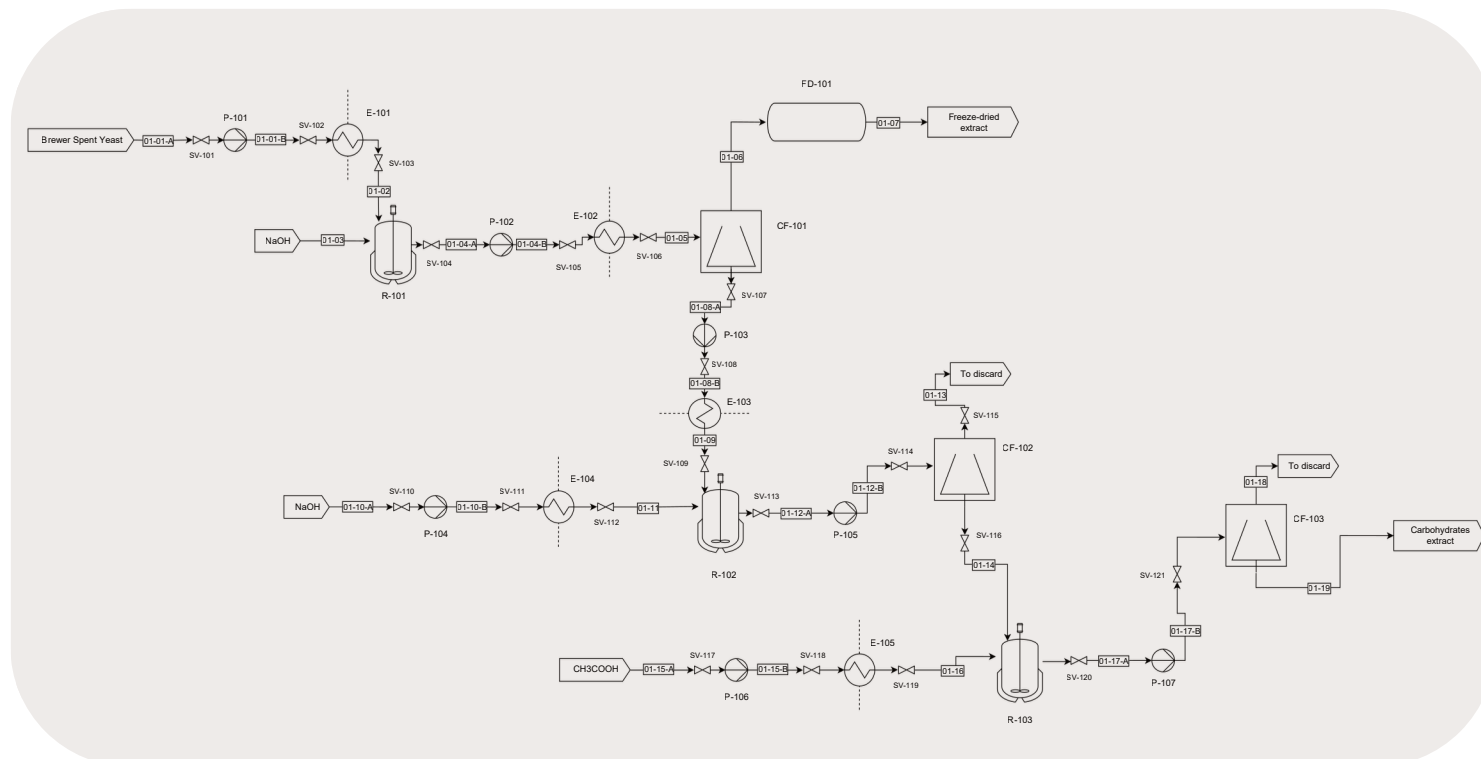 FD-101
P-101
E-101
Brewer Spent Yeast
01-01-A
SV-101
01-01-B
SV-102
SV-103
01-06
01-07
Freeze-dried
extract
01-02
NaOH
01-03
R-101
SV-104
01-04-A
P-102
01-04-B
SV-105
E-102
SV-106
01-05
CF-101
SV-107
01-08-A
P-103
SV-108
01-08-B
E-103
01-09
SV-109
NaOH
01-10-A
SV-110
P-104
01-10-B
SV-111
E-104
SV-112
01-11
R-102
SV-113
01-12-A
P-105
01-12-B
SV-114
To discard
01-13
SV-115
CF-102
SV-116
01-14
CH3COOH
01-15-A
SV-117
P-106
01-15-B
SV-118
E-105
SV-119
01-16
R-103
SV-120
01-17-A
P-107
01-17-B
SV-121
To discard
01-18
CF-103
01-19
Carbohydrates
extract